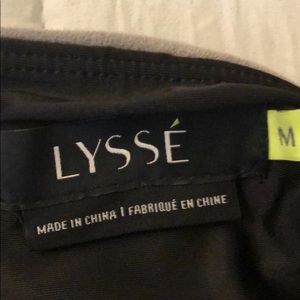 LYSSÉ
M
MADE IN CHINA | FABRIQUÉ EN CHINE